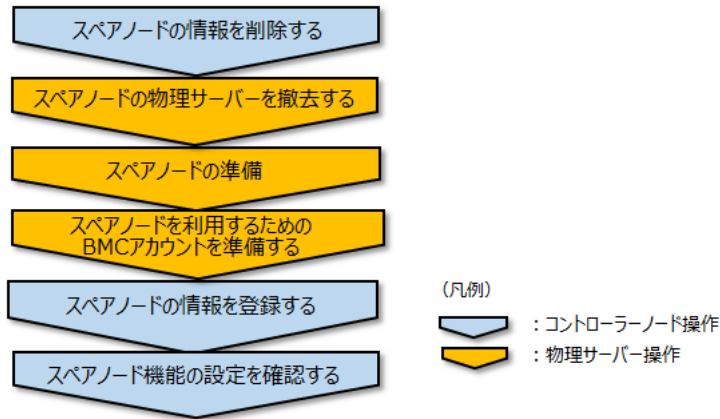 スペアノードの情報を削除する
スペアノードの物理サーバーを撤去する
スペアノードの準備
スペアノードを利用するための
BMCアカウントを準備する
スペアノードの情報を登録する
スペアノード機能の設定を確認する
（凡例）
：コントローラーノード操作
：物理サーバー操作